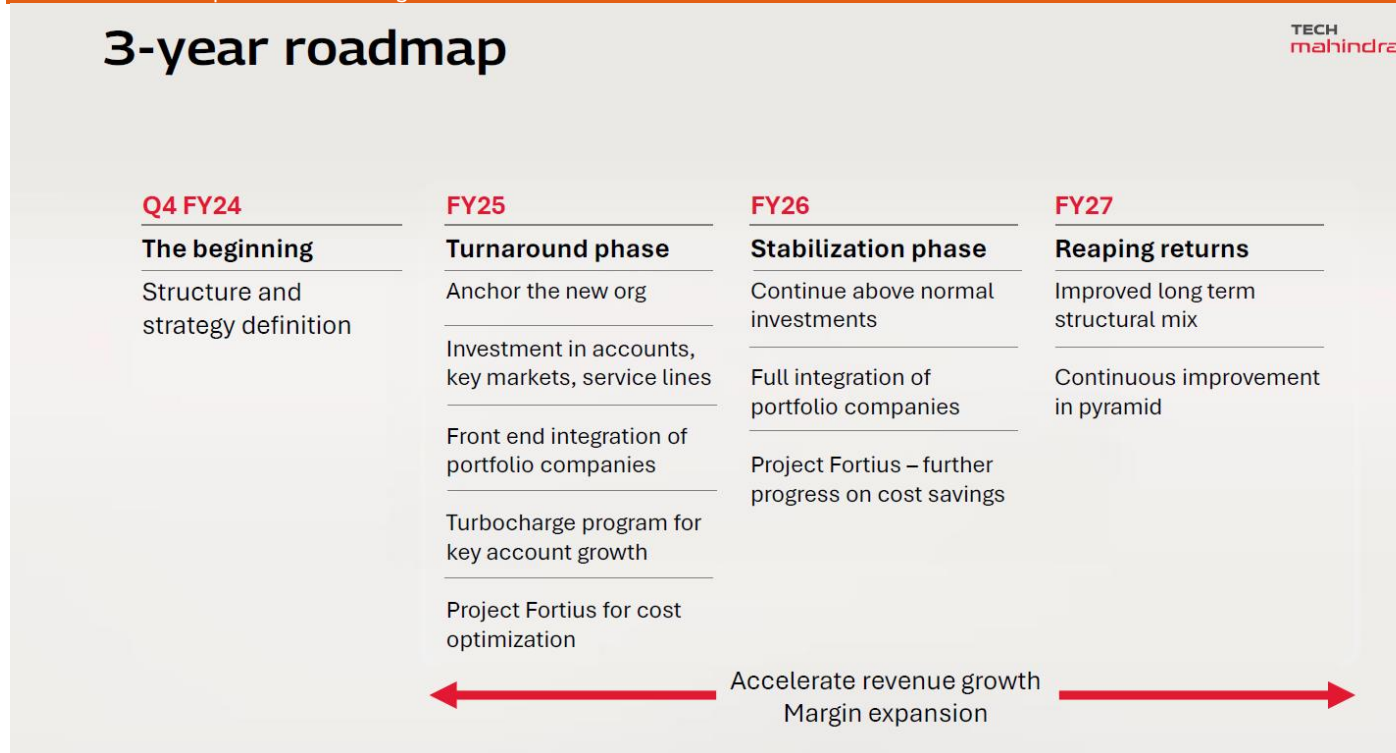 3-year roadmap
TECH
mahindra
Q4 FY24
The beginning
Structure and
strategy definition
FY25
Turnaround phase
Anchor the new org
Investment in accounts,
key markets, service lines
Front end integration of
portfolio companies
Turbocharge program for
key account growth
Project Fortius for cost
optimization
FY26
Stabilization phase
Continue above normal
investments
Full integration of
portfolio companies
Project Fortius – further
progress on cost savings
FY27
Reaping returns
Improved long term
structural mix
Continuous improvement
in pyramid
Accelerate revenue growth
Margin expansion